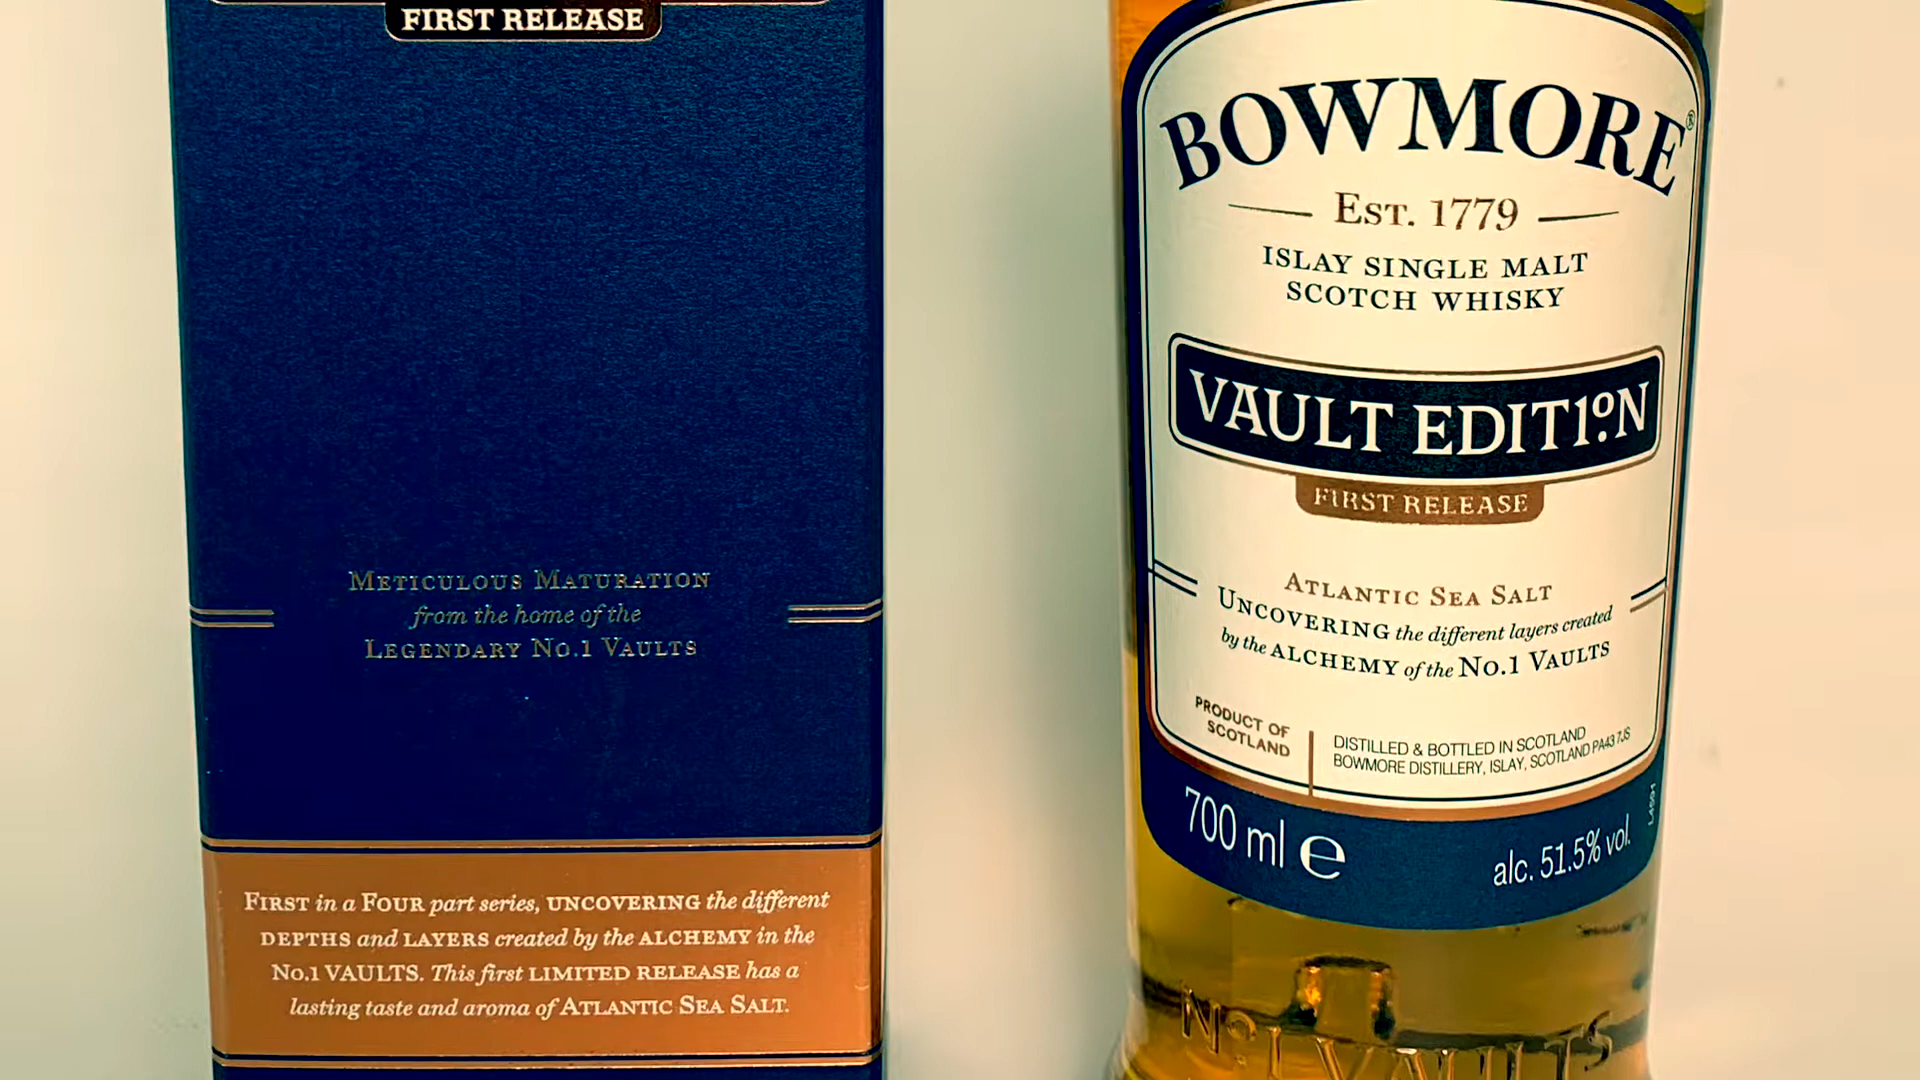 FIRST RELEASE
METICULOUS MATURATION
from the home of the
LEGENDARY No.1 VAULTS
FIRST in a FOUR part series, UNCOVERING the different
DEPTHS and LAYERS created by the ALCHEMY in the
No.1 VAULTS. This first LIMITED RELEASE has a
lasting taste and aroma of ATLANTIC SEA SALT.
BOWMORE®
EST. 1779
ISLAY SINGLE MALT
SCOTCH WHISKY
VAULT EDIT1º.N
FIRST RELEASE
ATLANTIC SEA SALT
UNCOVERING the different layers created
by the ALCHEMY of the No.1 VAULTS
PRODUCT OF
SCOTLAND
DISTILLED & BOTTLED IN SCOTLAND
BOWMORE DISTILLERY, ISLAY, SCOTLAND PA43 7JS
700 ml e
alc. 51.5% vol.
No.1 VAULTS